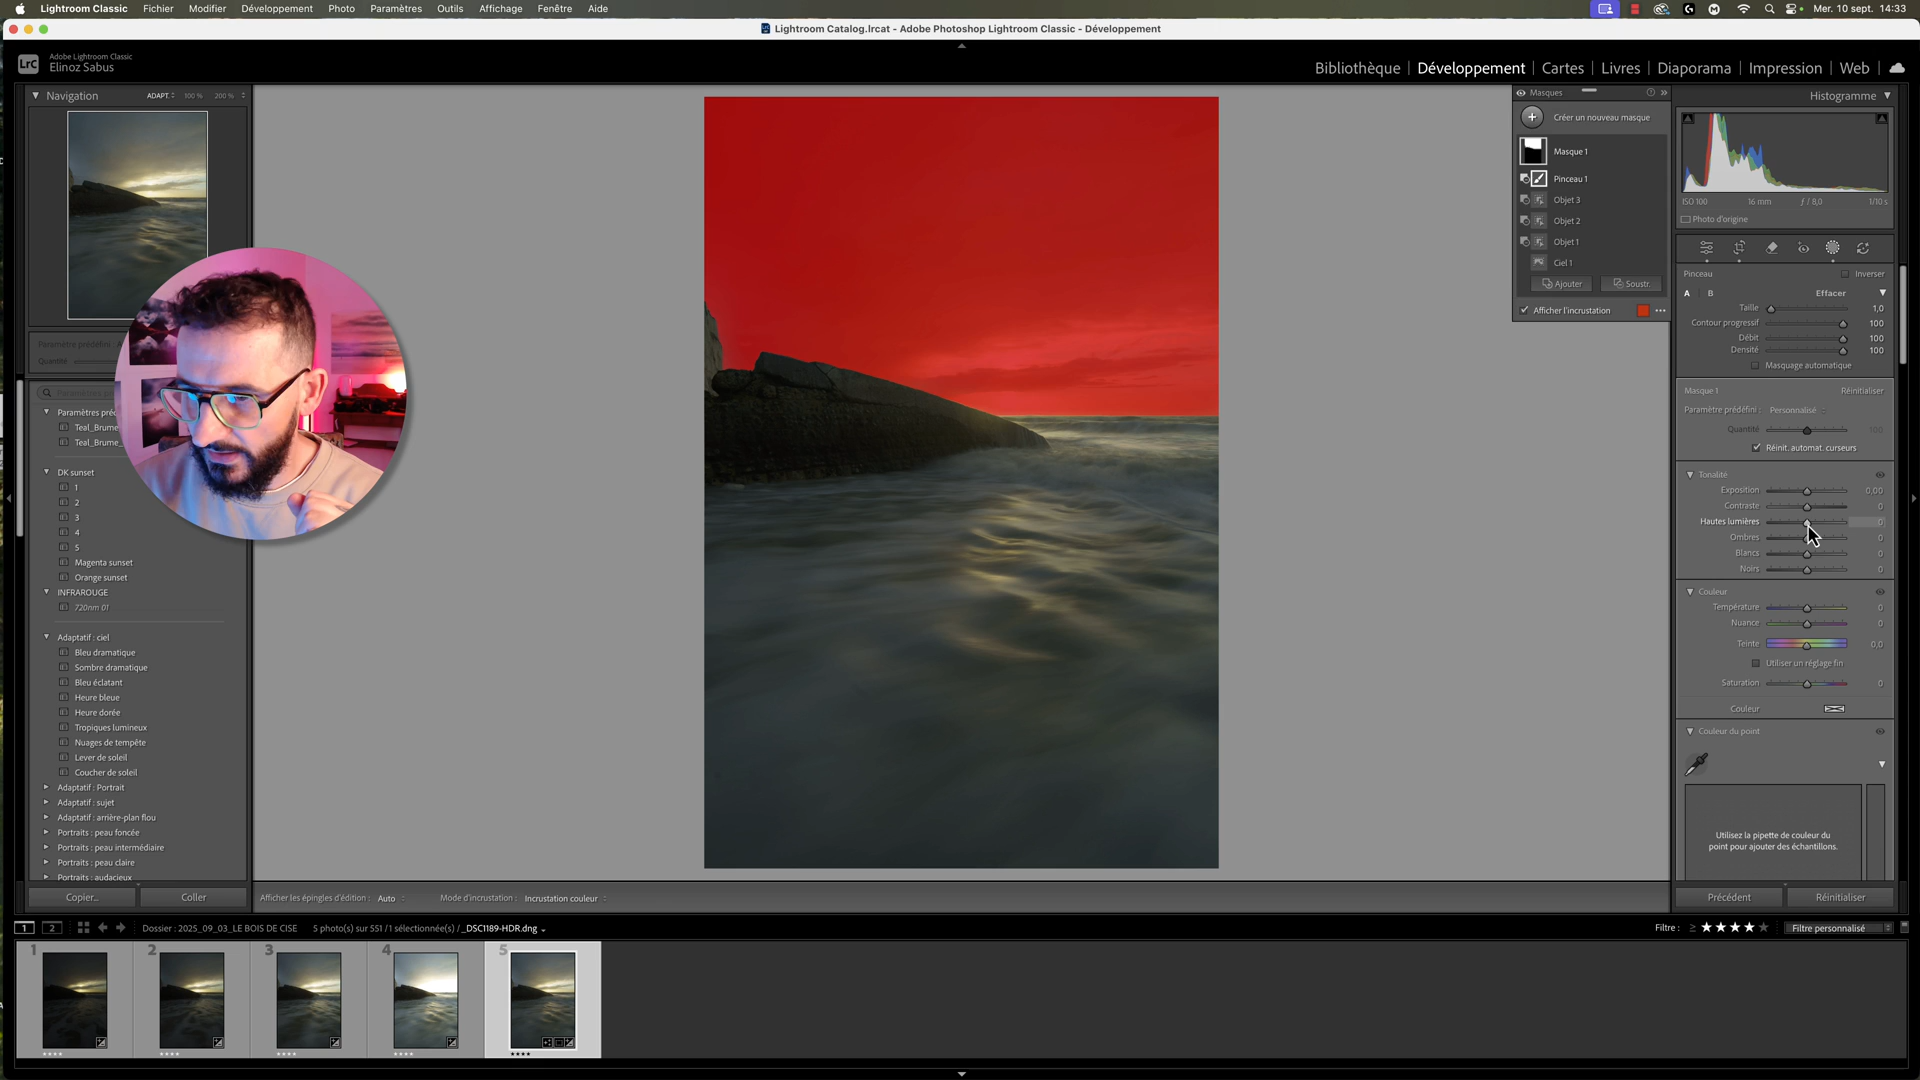 Lightroom Classic Fichier Modifier Développement Photo Paramètres Outils Affichage Fenêtre Aide
Mer. 10 sept. 14:33
Lightroom Catalog.lrcat - Adobe Photoshop Lightroom Classic - Développement
LrC
Adobe Lightroom Classic
Elinoz Sabus
Bibliothèque | Développement | Cartes | Livres | Diaporama | Impression | Web
Navigation ADAPT. 100 % 200 %
Paramètre prédéfini : A
Quantité
Paramètres préd
Teal_Brume_
Teal_Brume_
DK sunset
1
2
3
4
5
Magenta sunset
Orange sunset
INFRAROUGE
720nm 01
Adaptatif : ciel
Bleu dramatique
Sombre dramatique
Bleu éclatant
Heure bleue
Heure dorée
Tropiques lumineux
Nuages de tempête
Lever de soleil
Coucher de soleil
Adaptatif : Portrait
Adaptatif : sujet
Adaptatif : arrière-plan flou
Portraits : peau foncée
Portraits : peau intermédiaire
Portraits : peau claire
Portraits : audacieux
Copier... Coller
Masques
Créer un nouveau masque
Masque 1
Pinceau 1
Objet 3
Objet 2
Objet 1
Ciel 1
Ajouter Soustr.
Afficher l'incrustation
Histogramme
ISO 100 16 mm ƒ / 8,0 1/10 s
Photo d'origine
Pinceau Inverser
A B Effacer
Taille 1,0
Contour progressif 100
Débit 100
Densité 100
Masquage automatique
Masque 1 Réinitialiser
Paramètre prédéfini : Personnalisé
Quantité 100
Réinit. automat. curseurs
Tonalité
Exposition 0,00
Contraste 0
Hautes lumières 0
Ombres 0
Blancs 0
Noirs 0
Couleur
Température 0
Nuance 0
Teinte 0,0
Utiliser un réglage fin
Saturation 0
Couleur
Couleur du point
Utilisez la pipette de couleur du
point pour ajouter des échantillons.
Précédent Réinitialiser
Afficher les épingles d'édition : Auto Mode d'incrustation : Incrustation couleur
1 2 Dossier : 2025_09_03_LE BOIS DE CISE 5 photo(s) sur 551 /1 sélectionnée(s) /_DSC1189-HDR.dng
Filtre : ≥ ★★★★★ Filtre personnalisé
1 2 3 4 5